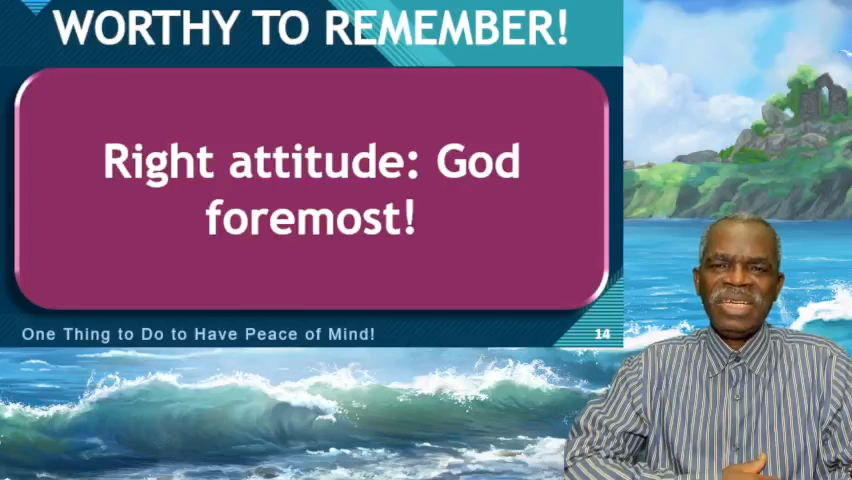 WORTHY TO REMEMBER!
Right attitude: God
foremost!
One Thing to Do to Have Peace of Mind!
14